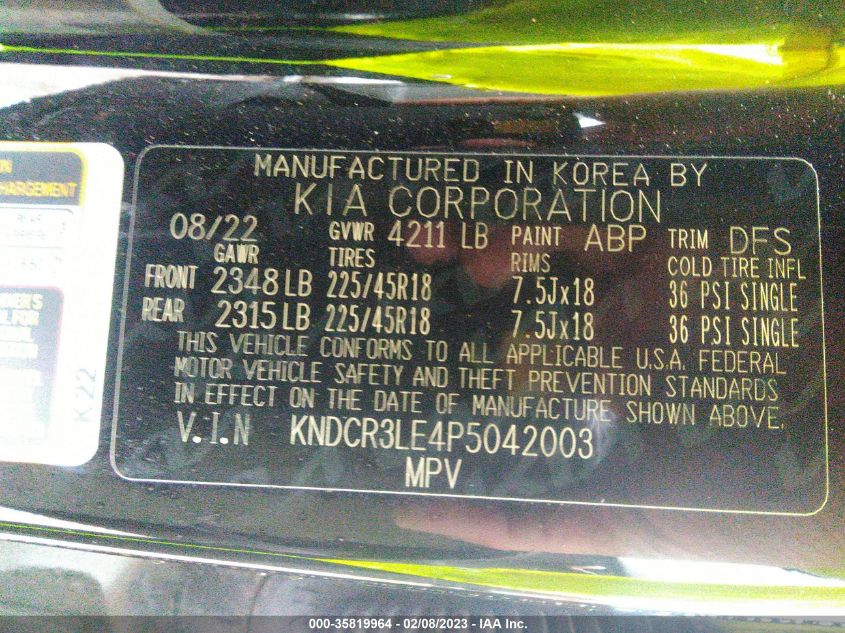 ON
CHARGEMENT
MANUFACTURED IN KOREA BY
KIA CORPORATION
08/22 GVWR 4211 LB PAINT ABP TRIM DFS
GAWR TIRES RIMS COLD TIRE INFL
FRONT 2348 LB 225/45R18 7.5Jx18 36 PSI SINGLE
REAR 2315 LB 225/45R18 7.5Jx18 36 PSI SINGLE
THIS VEHICLE CONFORMS TO ALL APPLICABLE U.S.A. FEDERAL
MOTOR VEHICLE SAFETY AND THEFT PREVENTION STANDARDS
IN EFFECT ON THE DATE OF MANUFACTURE SHOWN ABOVE.
V.I.N KNDCR3LE4P5042003
MPV
K22
000-35819964 - 02/08/2023 - IAA Inc.